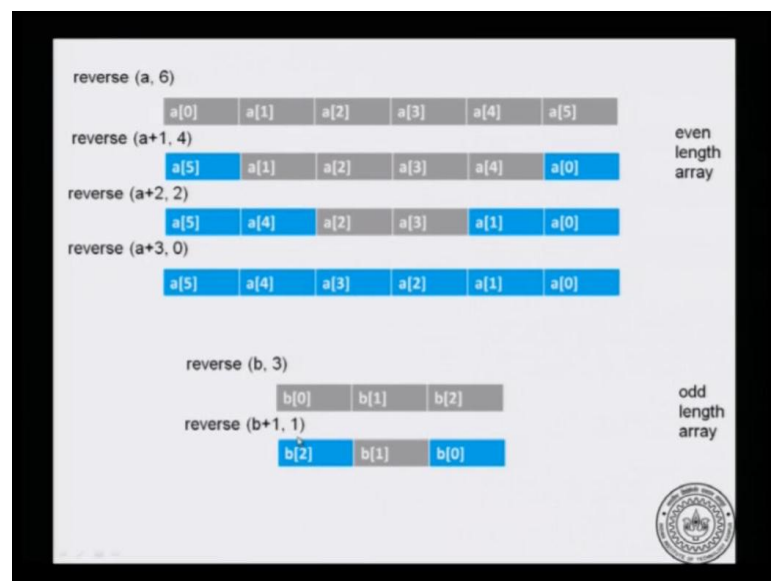 reverse (a, 6)
a[0] a[1] a[2] a[3] a[4] a[5]
even
length
array
reverse (a+1, 4)
a[5] a[1] a[2] a[3] a[4] a[0]
reverse (a+2, 2)
a[5] a[4] a[2] a[3] a[1] a[0]
reverse (a+3, 0)
a[5] a[4] a[3] a[2] a[1] a[0]
reverse (b, 3)
b[0] b[1] b[2]
odd
length
array
reverse (b+1, 1)
b[2] b[1] b[0]